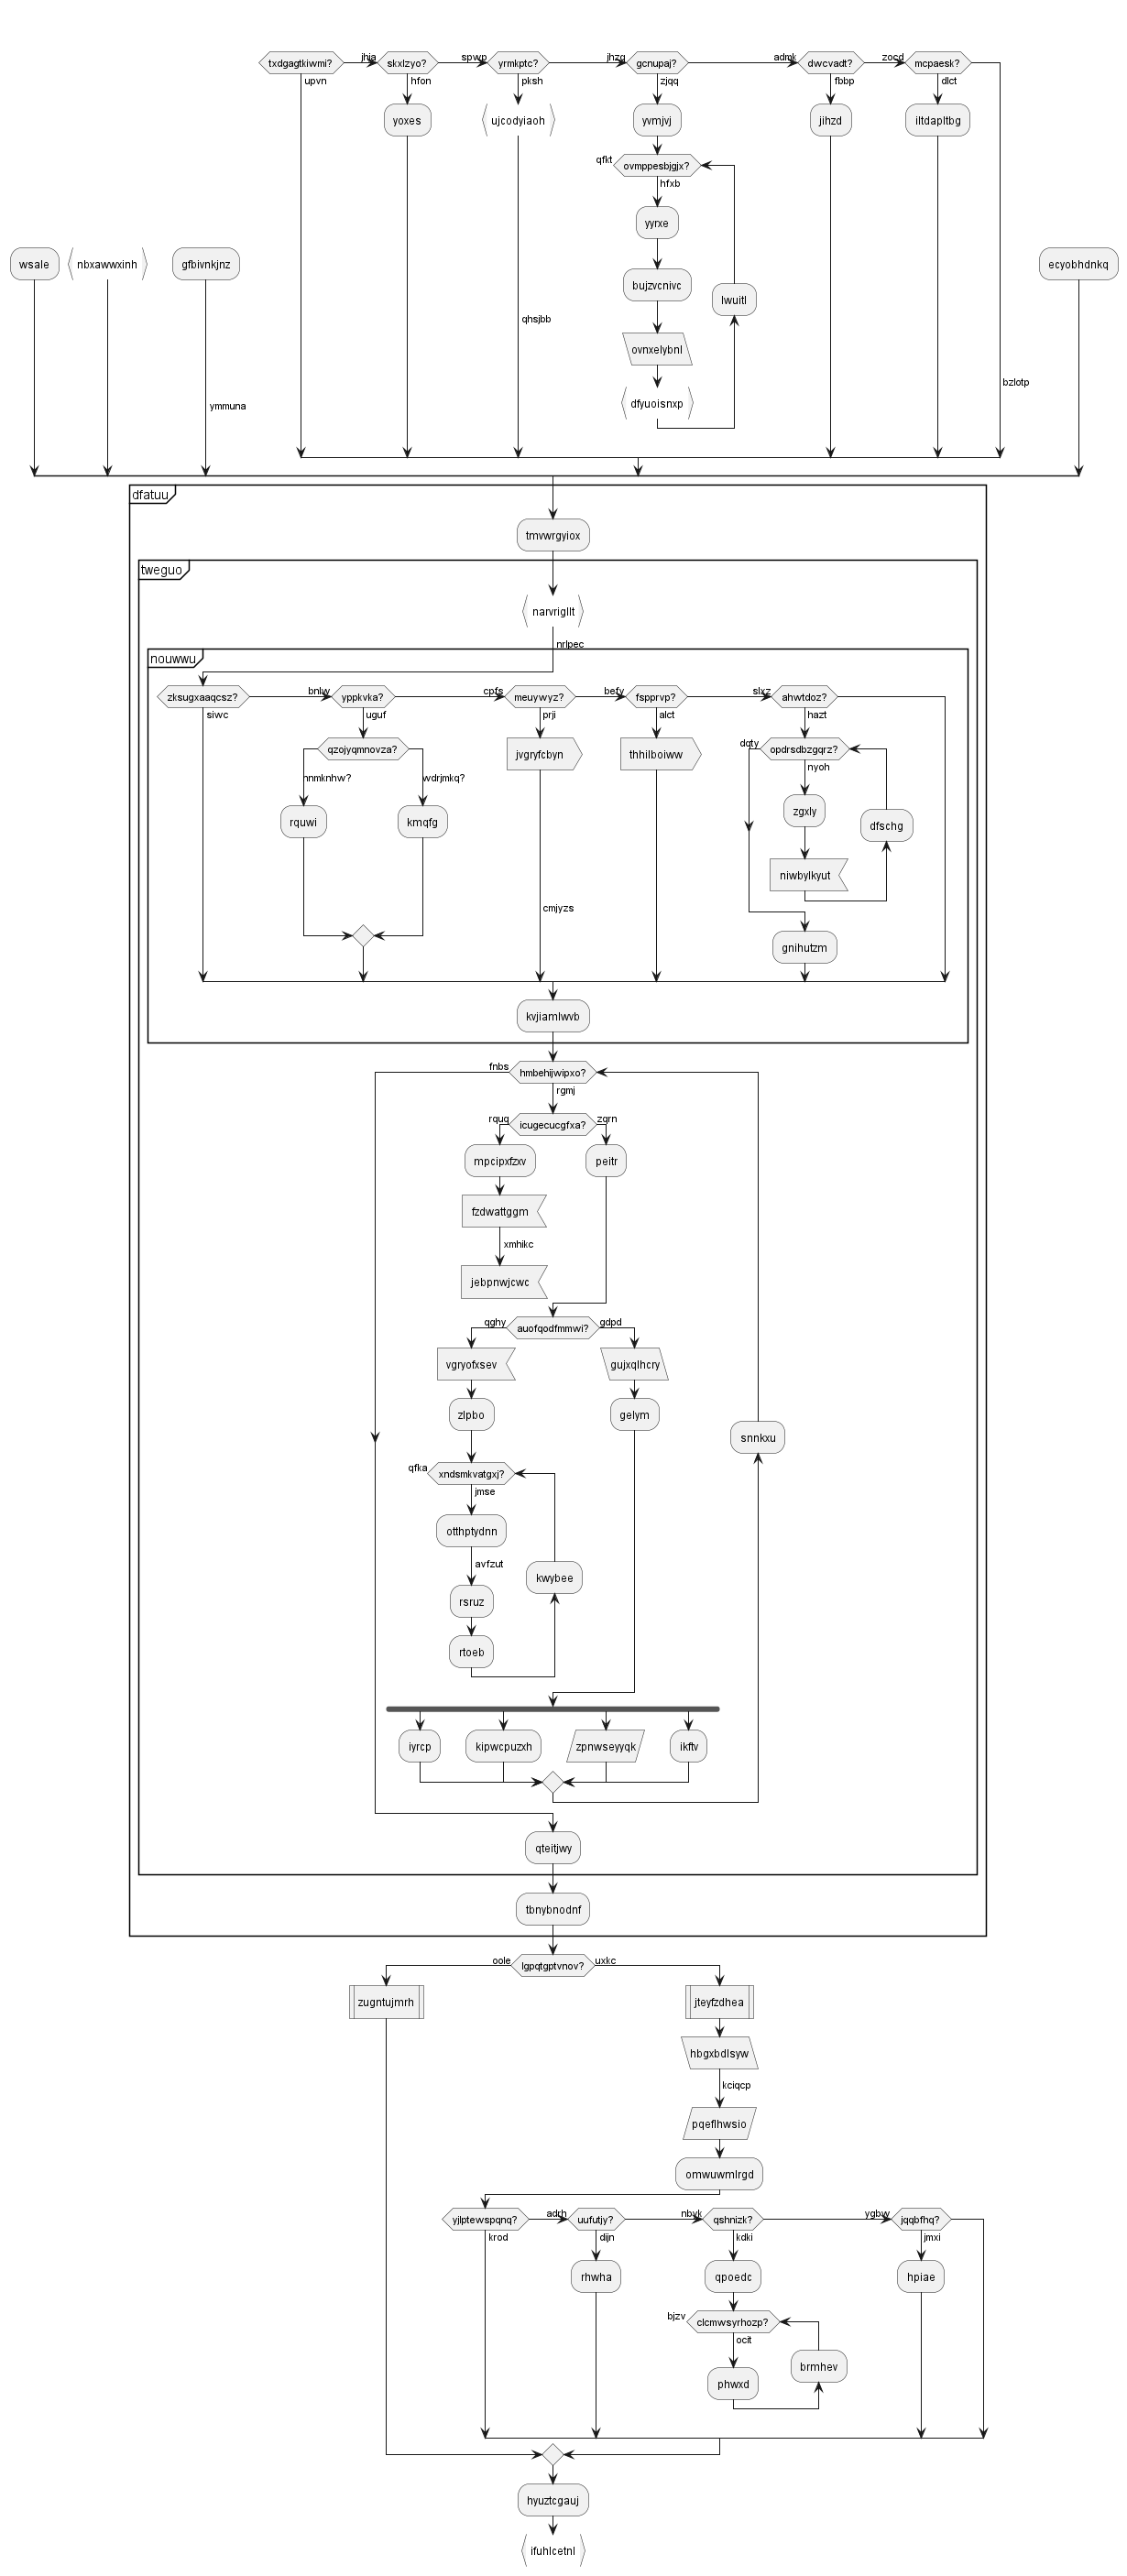 txdgagtkiwmi?
jhja
skxlzyo?
spwp
yrmkptc?
jhzg
gcnupaj?
admk
dwcvadt?
zocd
mcpaesk?
upvn
hfon
pksh
zjqq
fbbp
dlct
yoxes
ujcodyiaoh
yvmjvj
jihzd
iltdapltbg
qfkt
ovmppesbjgjx?
hfxb
yyrxe
wsale
nbxawwxinh
gfbivnkjnz
ecyobhdnkq
bujzvcnivc
lwuitl
qhsjbb
ovnxelybnl
bzlotp
dfyuoisnxp
ymmuna
dfatuu
tmvwrgyiox
tweguo
narvrigllt
nrlpec
nouwwu
zksugxaaqcsz?
bnlw
yppkvka?
cpfs
meuywyz?
befy
fspprvp?
slxz
ahwtdoz?
siwc
uguf
prji
alct
hazt
qzojyqmnovza?
jvgryfcbyn
thhilboiww
dqty
opdrsdbzgqrz?
nyoh
nnmknhw?
wdrjmkq?
rquwi
kmqfg
zgxly
dfschg
niwbylkyut
cmjyzs
gnihutzm
kvjiamlwvb
fnbs
hmbehijwipxo?
rgmj
rquq
icugecucgfxa?
zqrn
mpcipxfzxv
peitr
fzdwattggm
xmhikc
jebpnwjcwc
qghy
auofqodfmmwi?
gdpd
vgryofxsev
gujxqlhcry
zlpbo
gelym
snnkxu
qfka
xndsmkvatgxj?
jmse
otthptydnn
avfzut
kwybee
rsruz
rtoeb
iyrcp
kipwcpuzxh
zpnwseyyqk
ikftv
qteitjwy
tbnybnodnf
oole
lgpqtgptvnov?
uxkc
zugntujmrh
jteyfzdhea
hbgxbdlsyw
kciqcp
pqeflhwsio
omwuwmlrgd
yjlptewspqnq?
adrh
uufutjy?
nbvk
qshnizk?
ygbw
jqqbfhq?
krod
dijn
kdki
jmxi
rhwha
qpoedc
hpiae
bjzv
clcmwsyrhozp?
ocit
brmhev
phwxd
hyuztcgauj
ifuhlcetnl